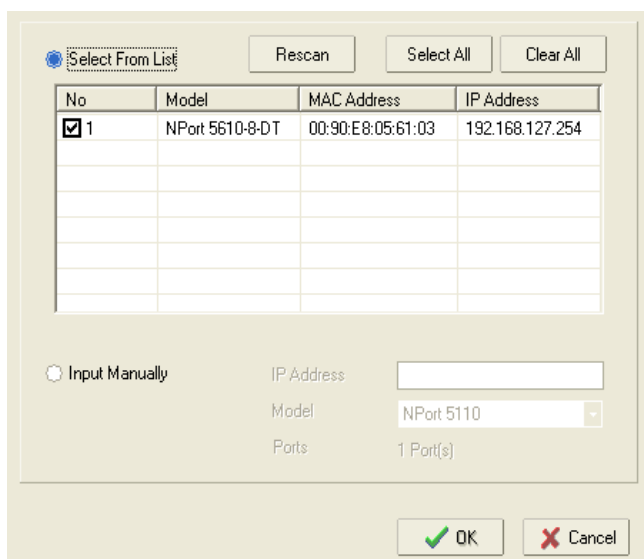 Select From List Rescan Select All Clear All
No Model MAC Address IP Address
1 NPort 5610-8-DT 00:90:E8:05:61:03 192.168.127.254
Input Manually IP Address
Model NPort 5110
Ports 1 Port(s)
OK Cancel